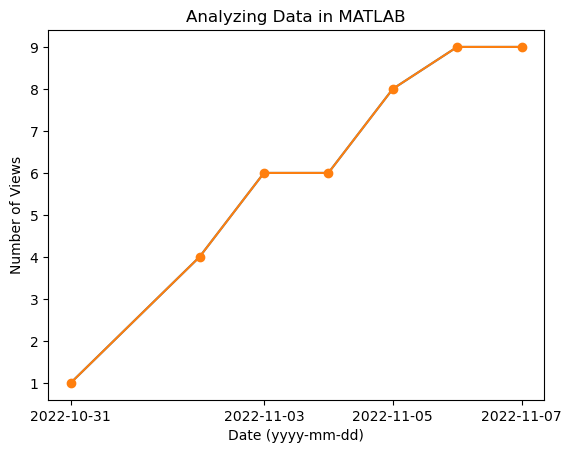 Analyzing Data in MATLAB
9
8
7
6
5
4
3
2
1
Number of Views
2022-10-31 2022-11-03 2022-11-05 2022-11-07
Date (yyyy-mm-dd)